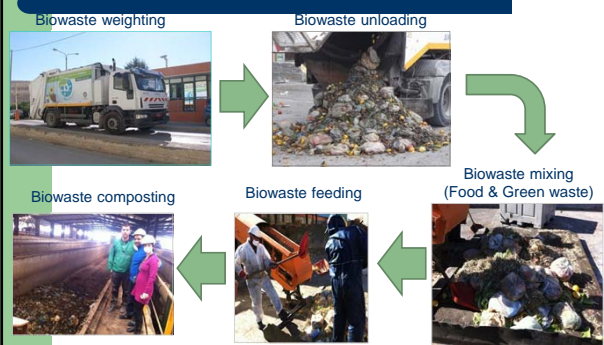 Biowaste weighting
Biowaste unloading
Biowaste mixing
(Food & Green waste)
Biowaste feeding
Biowaste composting